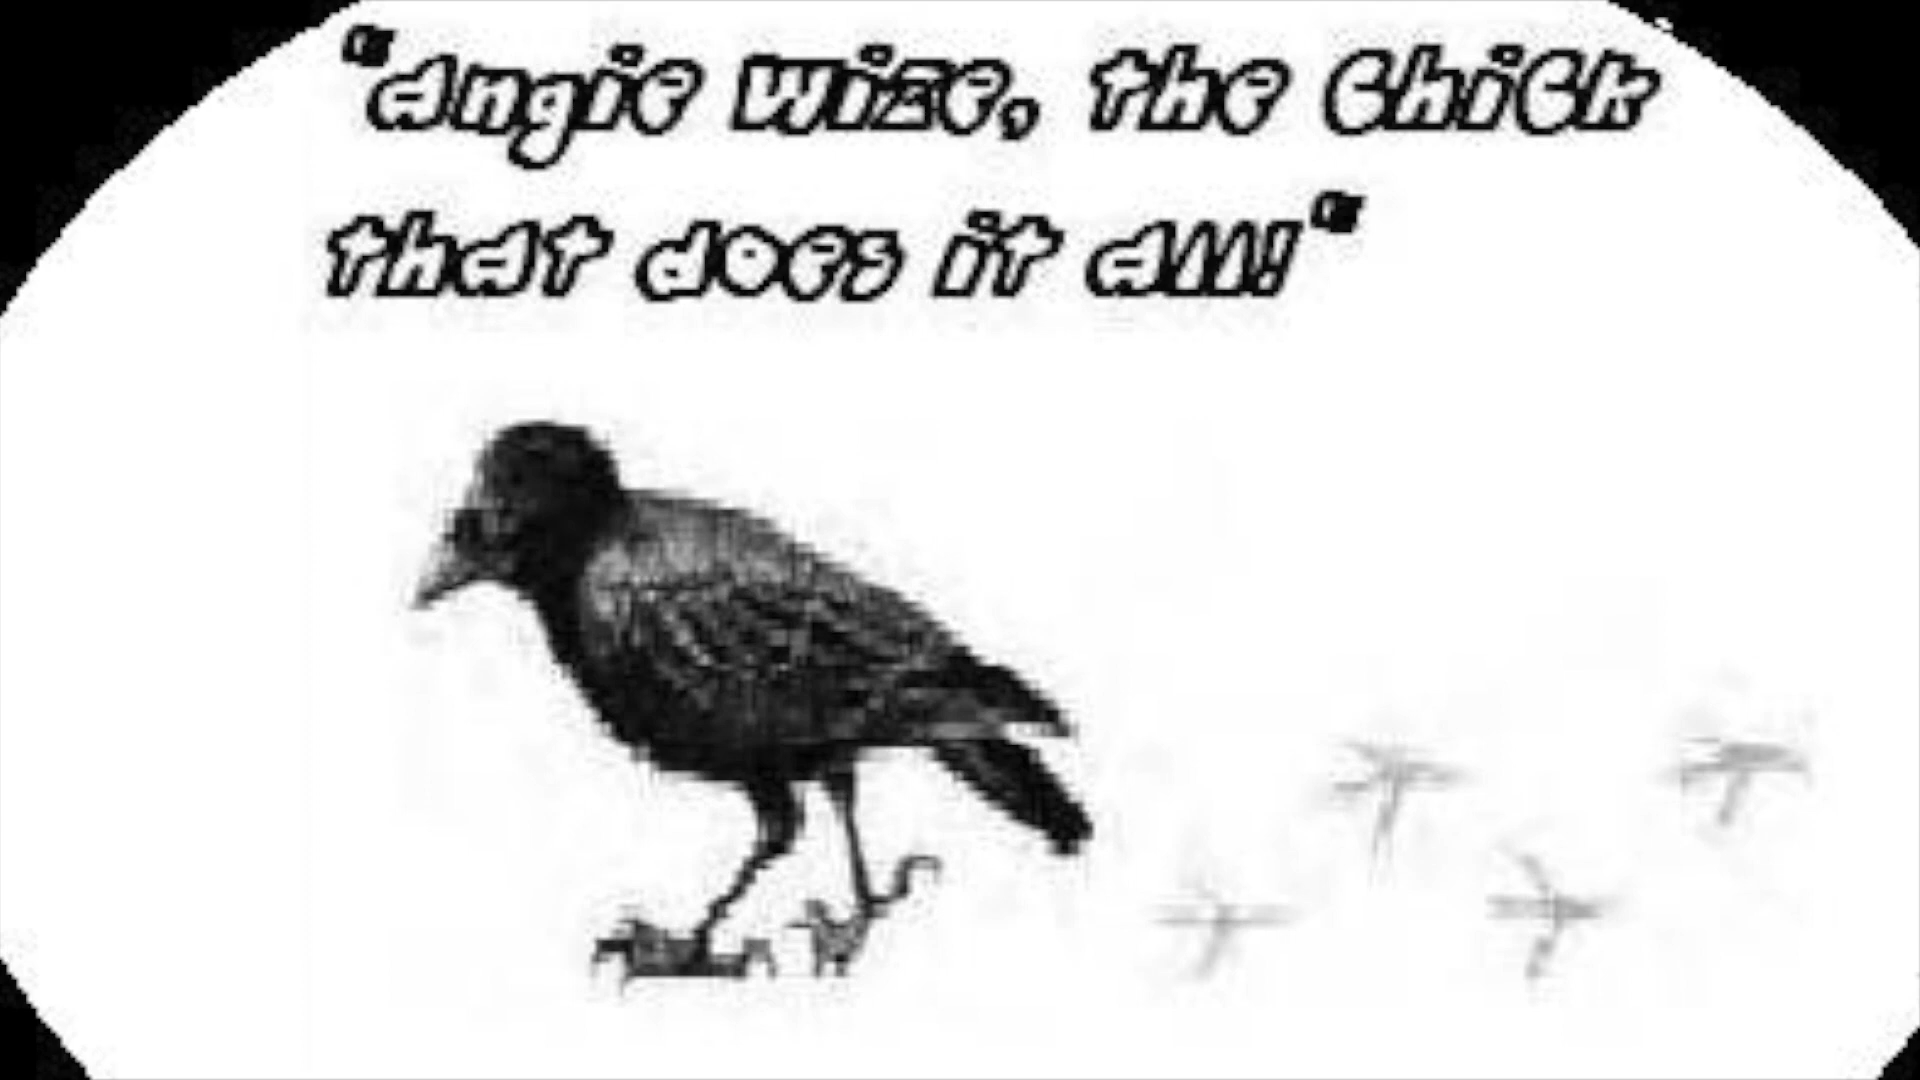 "Angie Wize, the Chick
that does it all!"